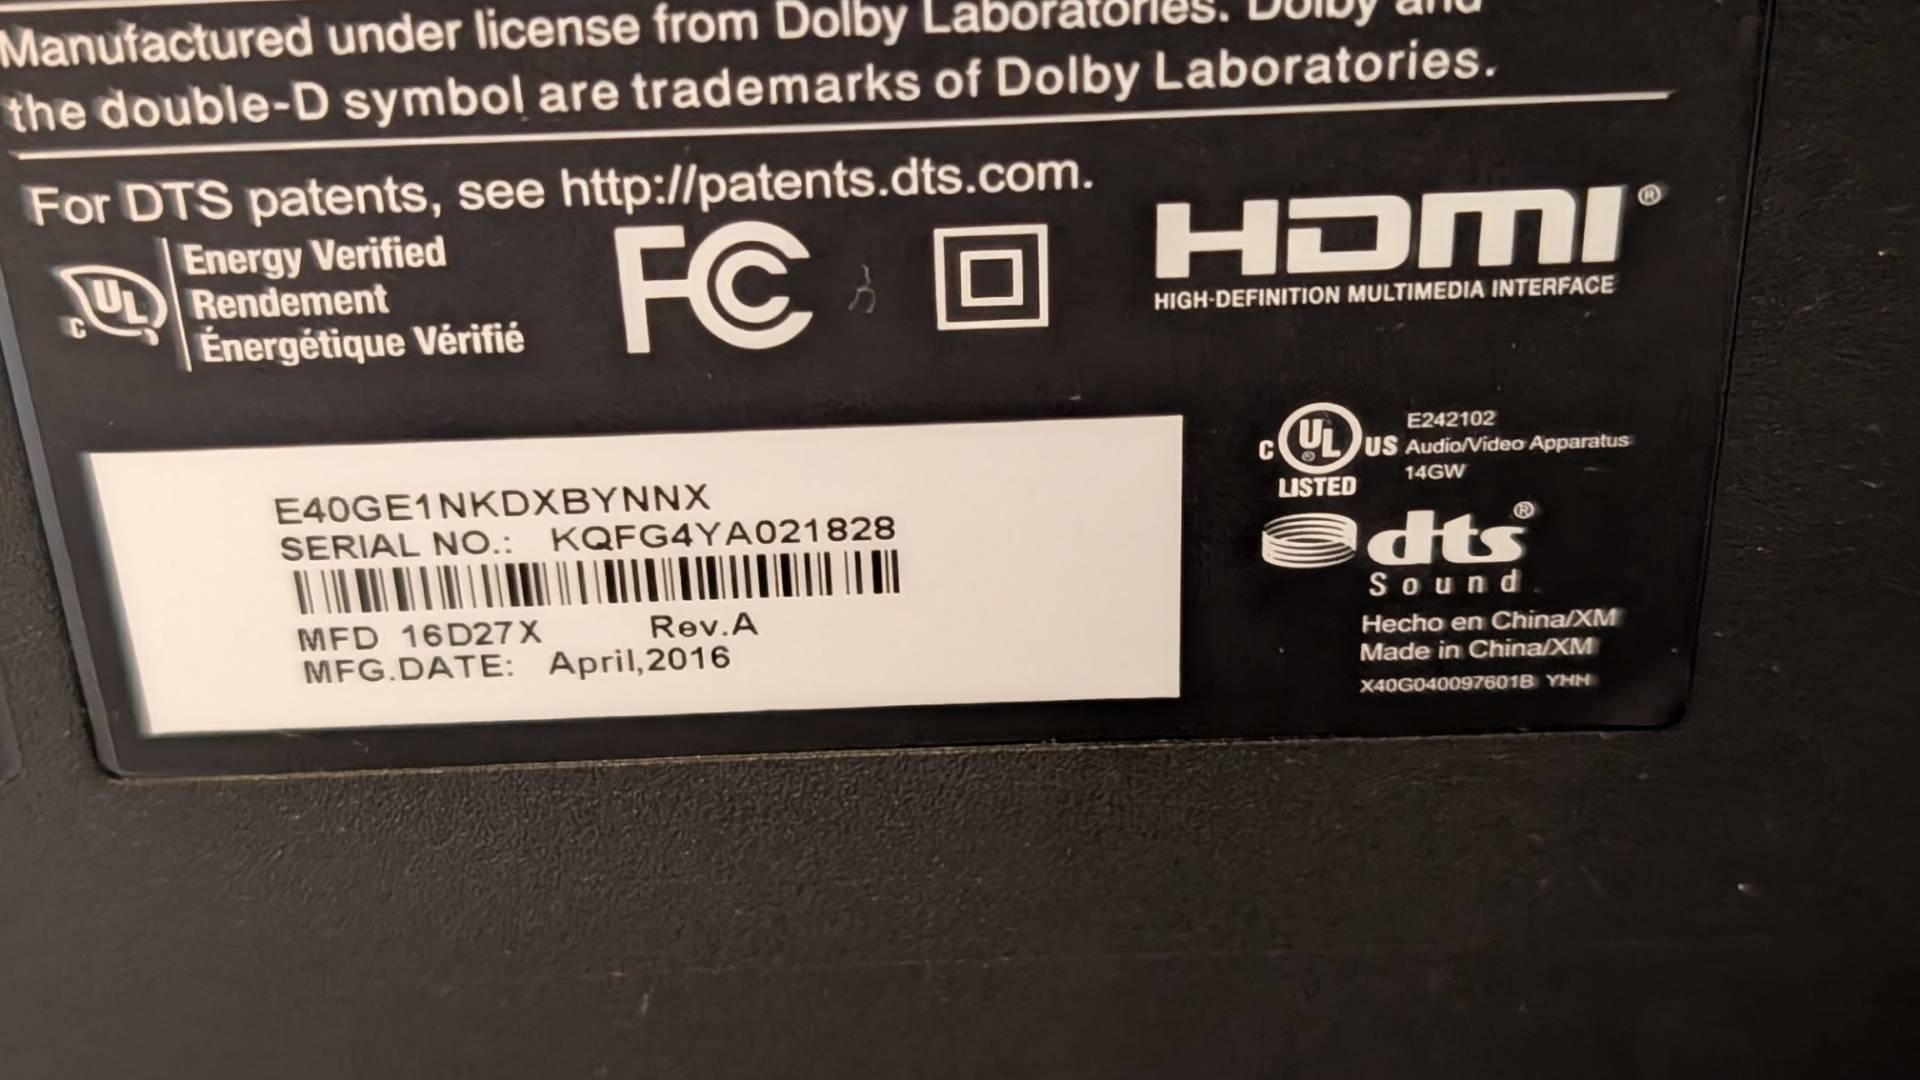 Manufactured under license from Dolby Laboratories. Dolby and
the double-D symbol are trademarks of Dolby Laboratories.
For DTS patents, see http://patents.dts.com.
C UL
Energy Verified
Rendement
Énergétique Vérifié
FC
HDMI®
HIGH-DEFINITION MULTIMEDIA INTERFACE
E40GE1NKDXBYNNX
SERIAL NO.: KQFG4YA021828
MFD 16D27X Rev.A
MFG.DATE: April,2016
C UL® US
LISTED
E242102
Audio/Video Apparatus
14GW
dts®
Sound
Hecho en China/XM
Made in China/XM
X40G040097601B YHH